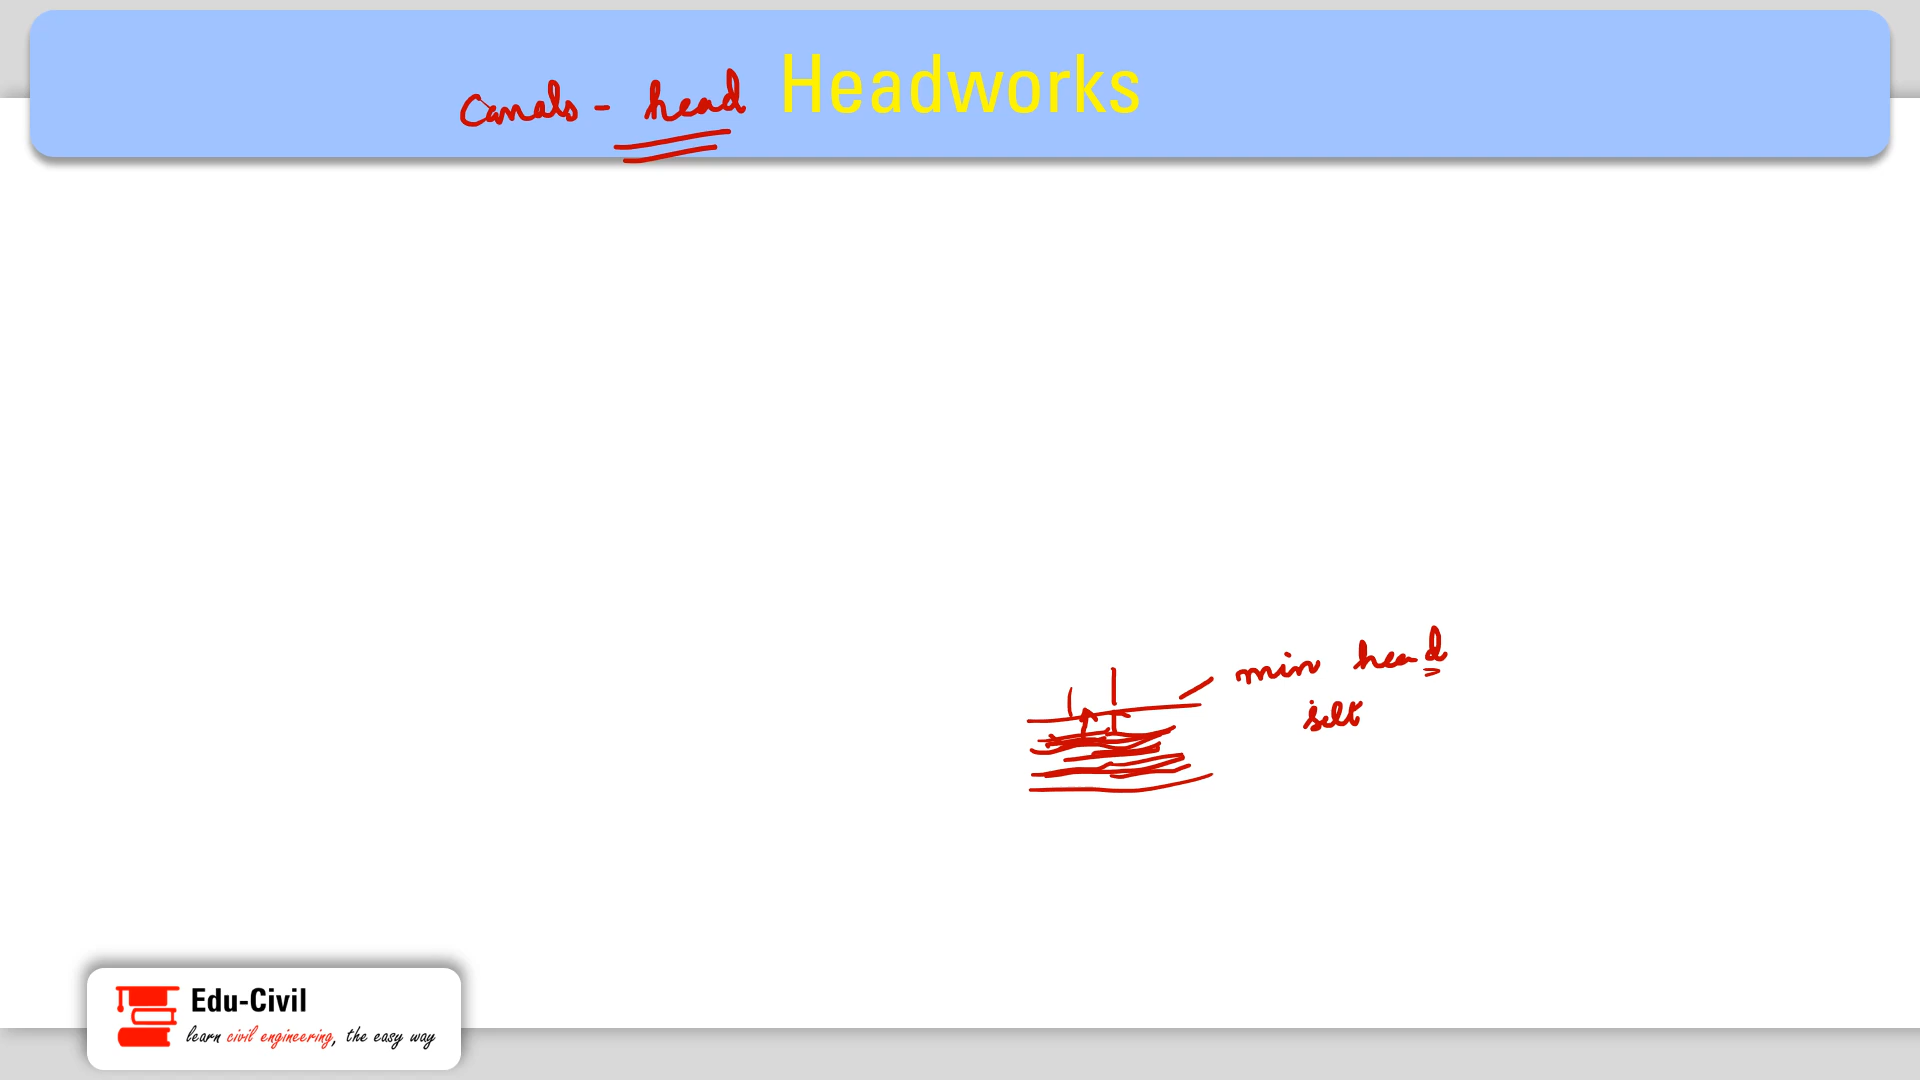 Canals - head Headworks
min head
silt
Edu-Civil
learn civil engineering, the easy way